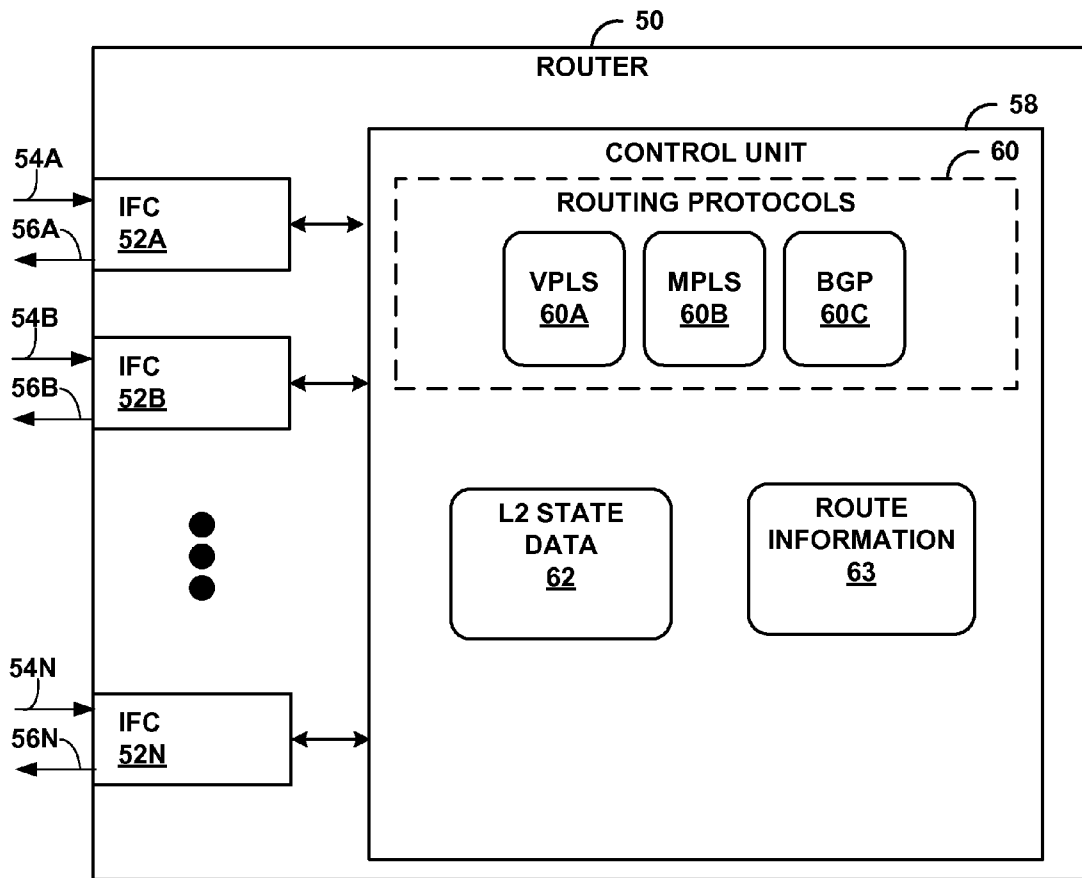 50
ROUTER
58
CONTROL UNIT
60
ROUTING PROTOCOLS
VPLS
60A
MPLS
60B
BGP
60C
54A
56A
IFC
52A
54B
56B
IFC
52B
L2 STATE
DATA
62
ROUTE
INFORMATION
63
54N
56N
IFC
52N